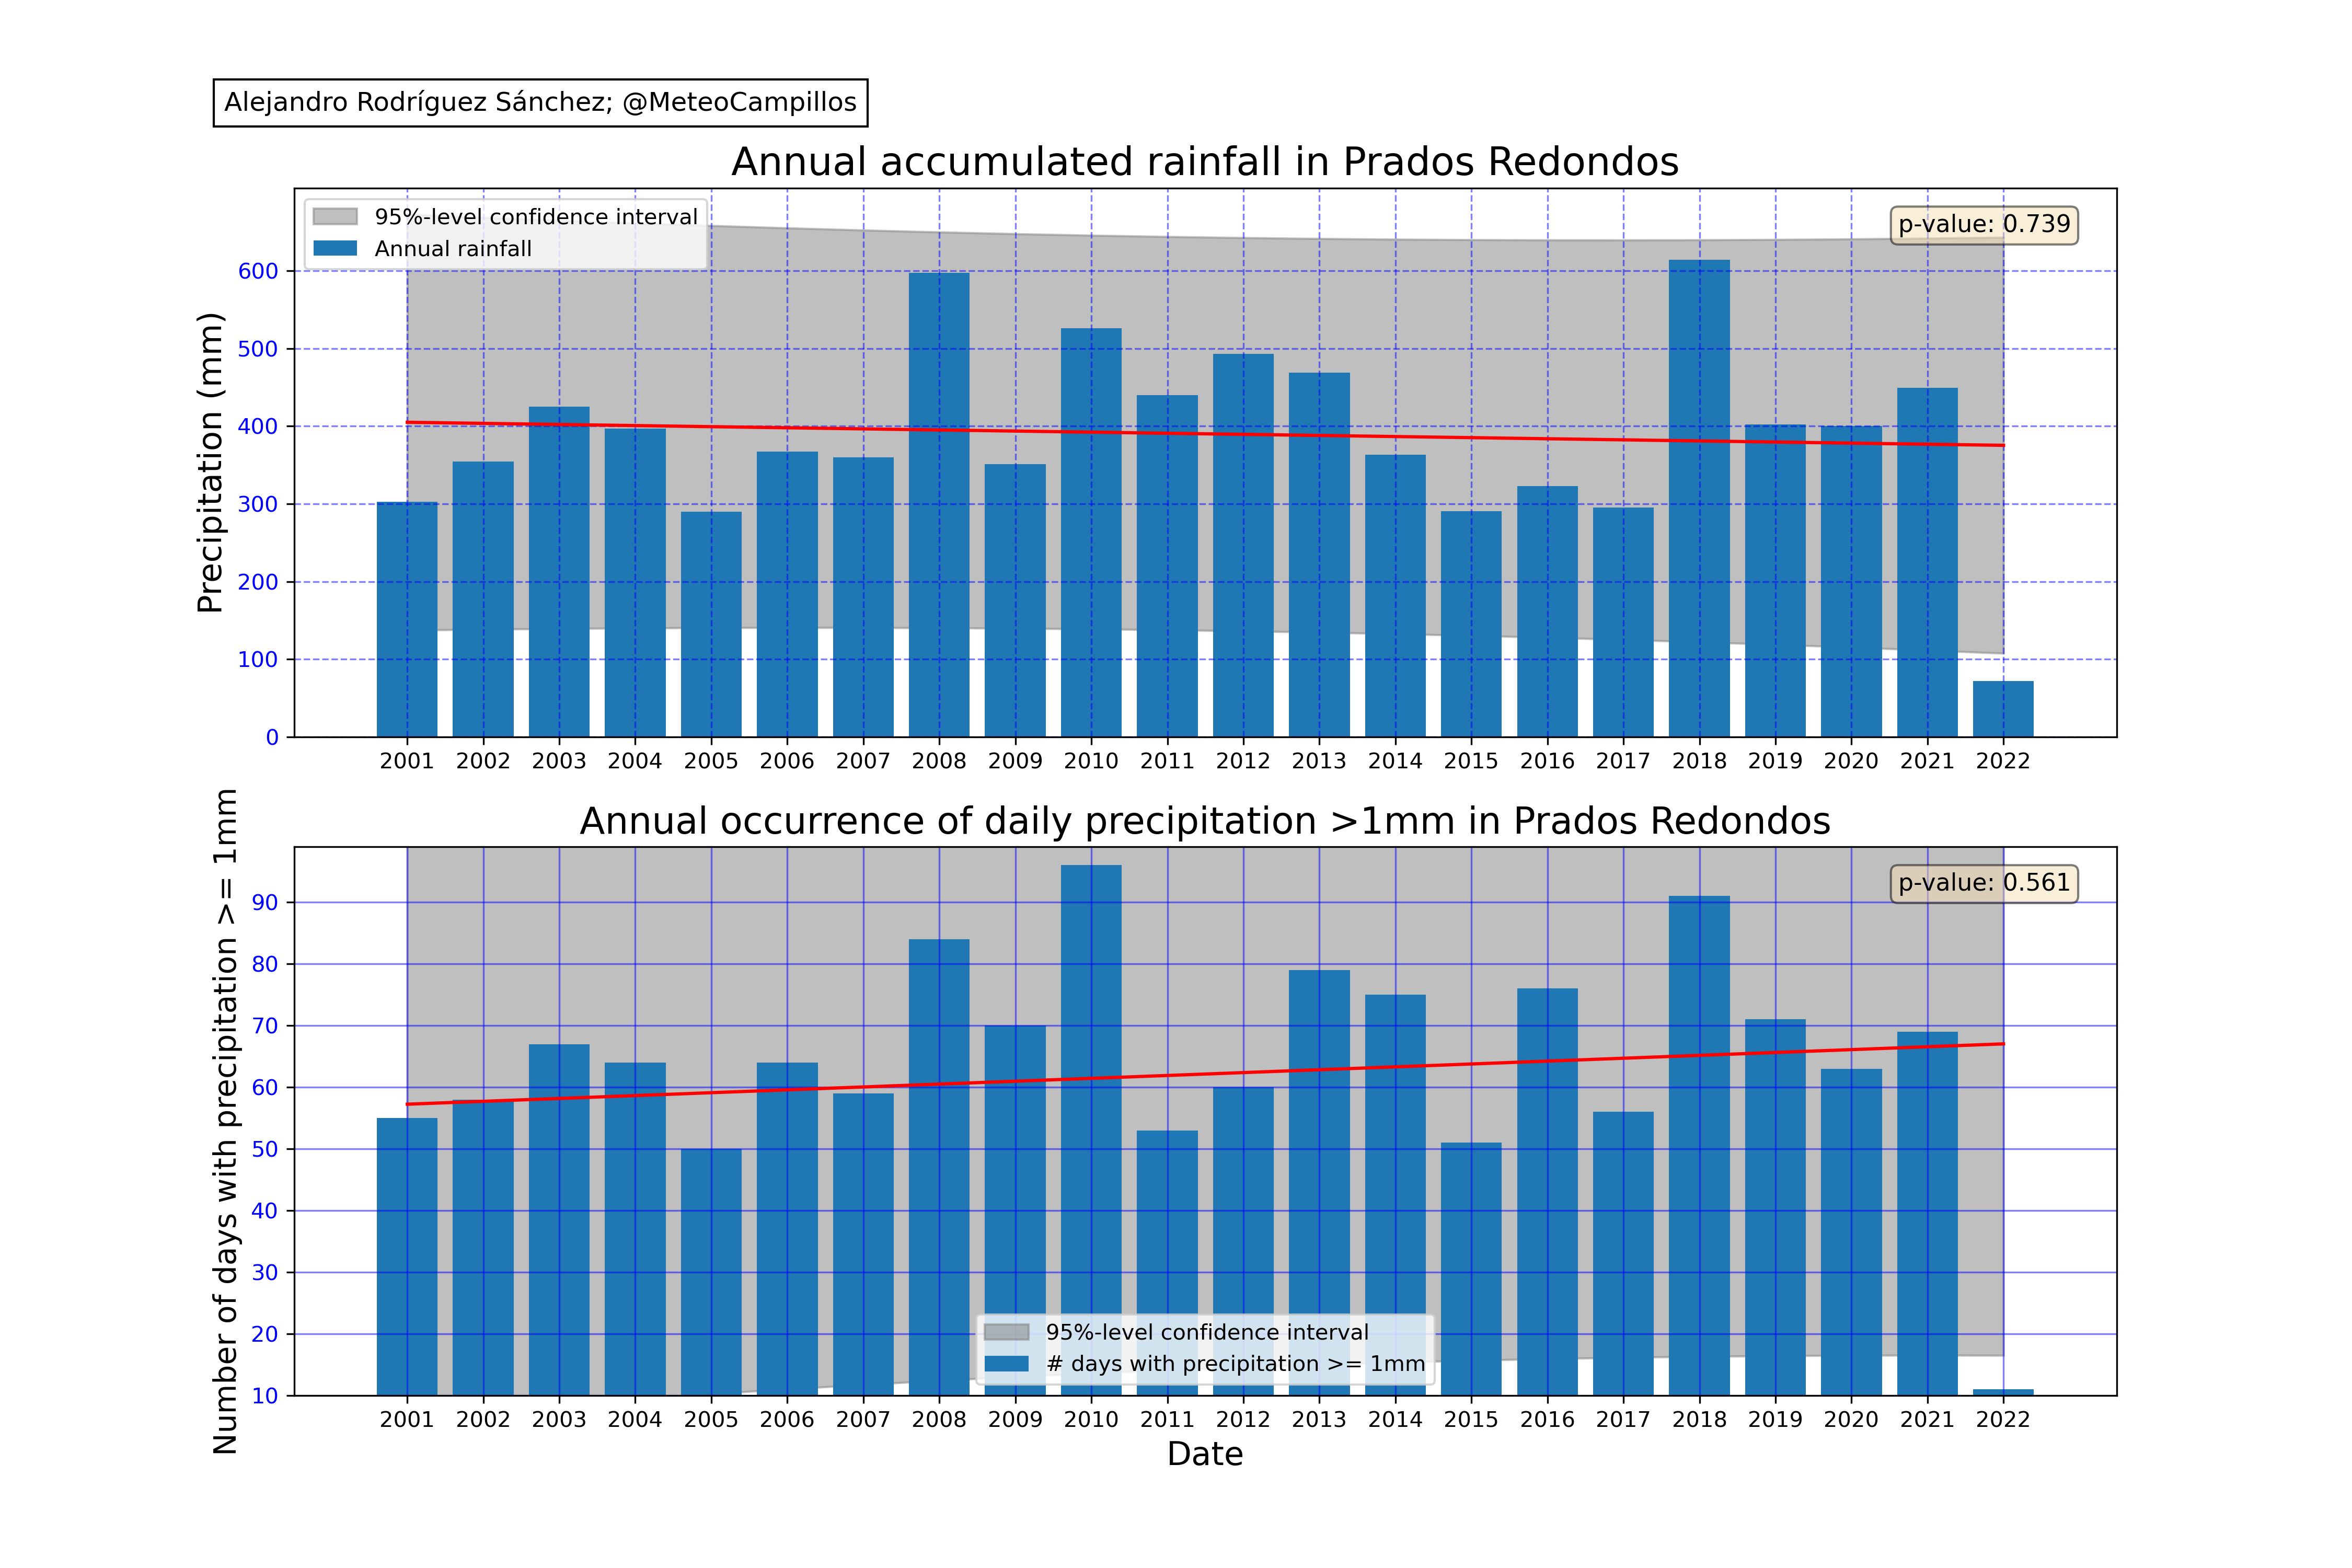 Alejandro Rodríguez Sánchez; @MeteoCampillos
Annual accumulated rainfall in Prados Redondos
95%-level confidence interval
Annual rainfall
p-value: 0.739
Precipitation (mm)
600
500
400
300
200
100
0
2001 2002 2003 2004 2005 2006 2007 2008 2009 2010 2011 2012 2013 2014 2015 2016 2017 2018 2019 2020 2021 2022
Annual occurrence of daily precipitation >1mm in Prados Redondos
p-value: 0.561
Number of days with precipitation >= 1mm
90
80
70
60
50
40
30
20
10
95%-level confidence interval
# days with precipitation >= 1mm
2001 2002 2003 2004 2005 2006 2007 2008 2009 2010 2011 2012 2013 2014 2015 2016 2017 2018 2019 2020 2021 2022
Date